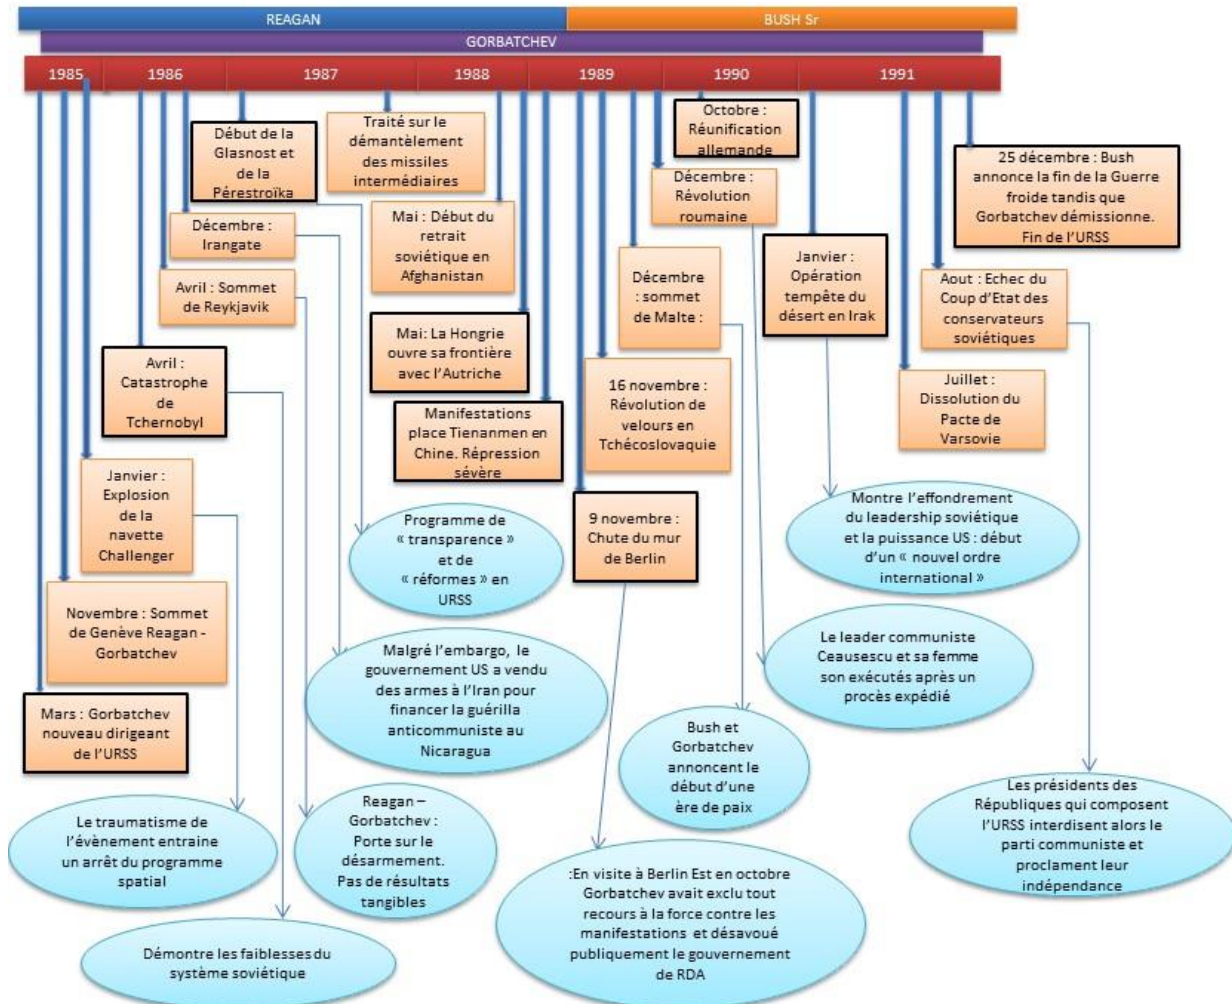 REAGAN
BUSH Sr
GORBATCHEV
1985
1986
1987
1988
1989
1990
1991
Début de la
Glasnost et
de la
Pérestroïka
Traité sur le
démantèlement
des missiles
intermédiaires
Octobre :
Réunification
allemande
25 décembre : Bush
annonce la fin de la Guerre
froide tandis que
Gorbatchev démissionne.
Fin de l'URSS
Décembre :
Révolution
roumaine
Décembre :
Irangate
Mai : Début du
retrait
soviétique en
Afghanistan
Avril : Sommet
de Reykjavik
Décembre
: sommet
de Malte :
Janvier :
Opération
tempête du
désert en Irak
Aout : Echec du
Coup d'Etat des
conservateurs
soviétiques
Mai: La Hongrie
ouvre sa frontière
avec l'Autriche
Avril :
Catastrophe
de
Tchernobyl
16 novembre :
Révolution de
velours en
Tchécoslovaquie
Juillet :
Dissolution du
Pacte de
Varsovie
Manifestations
place Tienanmen en
Chine. Répression
sévère
Janvier :
Explosion
de la
navette
Challenger
Programme de
« transparence »
et de
« réformes » en
URSS
9 novembre :
Chute du mur
de Berlin
Montre l'effondrement
du leadership soviétique
et la puissance US : début
d'un « nouvel ordre
international »
Novembre : Sommet
de Genève Reagan -
Gorbatchev
Malgré l'embargo, le
gouvernement US a vendu
des armes à l'Iran pour
financer la guérilla
anticommuniste au
Nicaragua
Le leader communiste
Ceausescu et sa femme
son exécutés après un
procès expédié
Mars : Gorbatchev
nouveau dirigeant
de l'URSS
Bush et
Gorbatchev
annoncent le
début d'une
ère de paix
Le traumatisme de
l'évènement entraine
un arrêt du programme
spatial
Reagan –
Gorbatchev :
Porte sur le
désarmement.
Pas de résultats
tangibles
Les présidents des
Républiques qui composent
l'URSS interdisent alors le
parti communiste et
proclament leur
indépendance
:En visite à Berlin Est en octobre
Gorbatchev avait exclu tout
recours à la force contre les
manifestations et désavoué
publiquement le gouvernement
de RDA
Démontre les faiblesses du
système soviétique